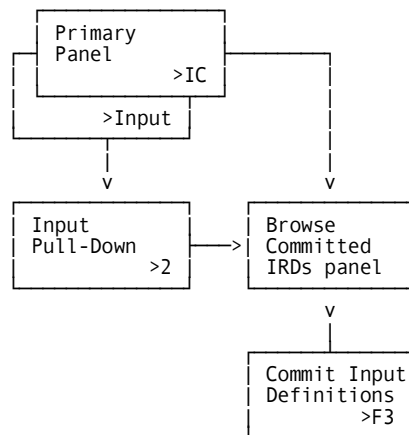 Primary
Panel
>IC
>Input
v
v
Input
Pull-Down
>2
>
Browse
Committed
IRDs panel
v
Commit Input
Definitions
>F3